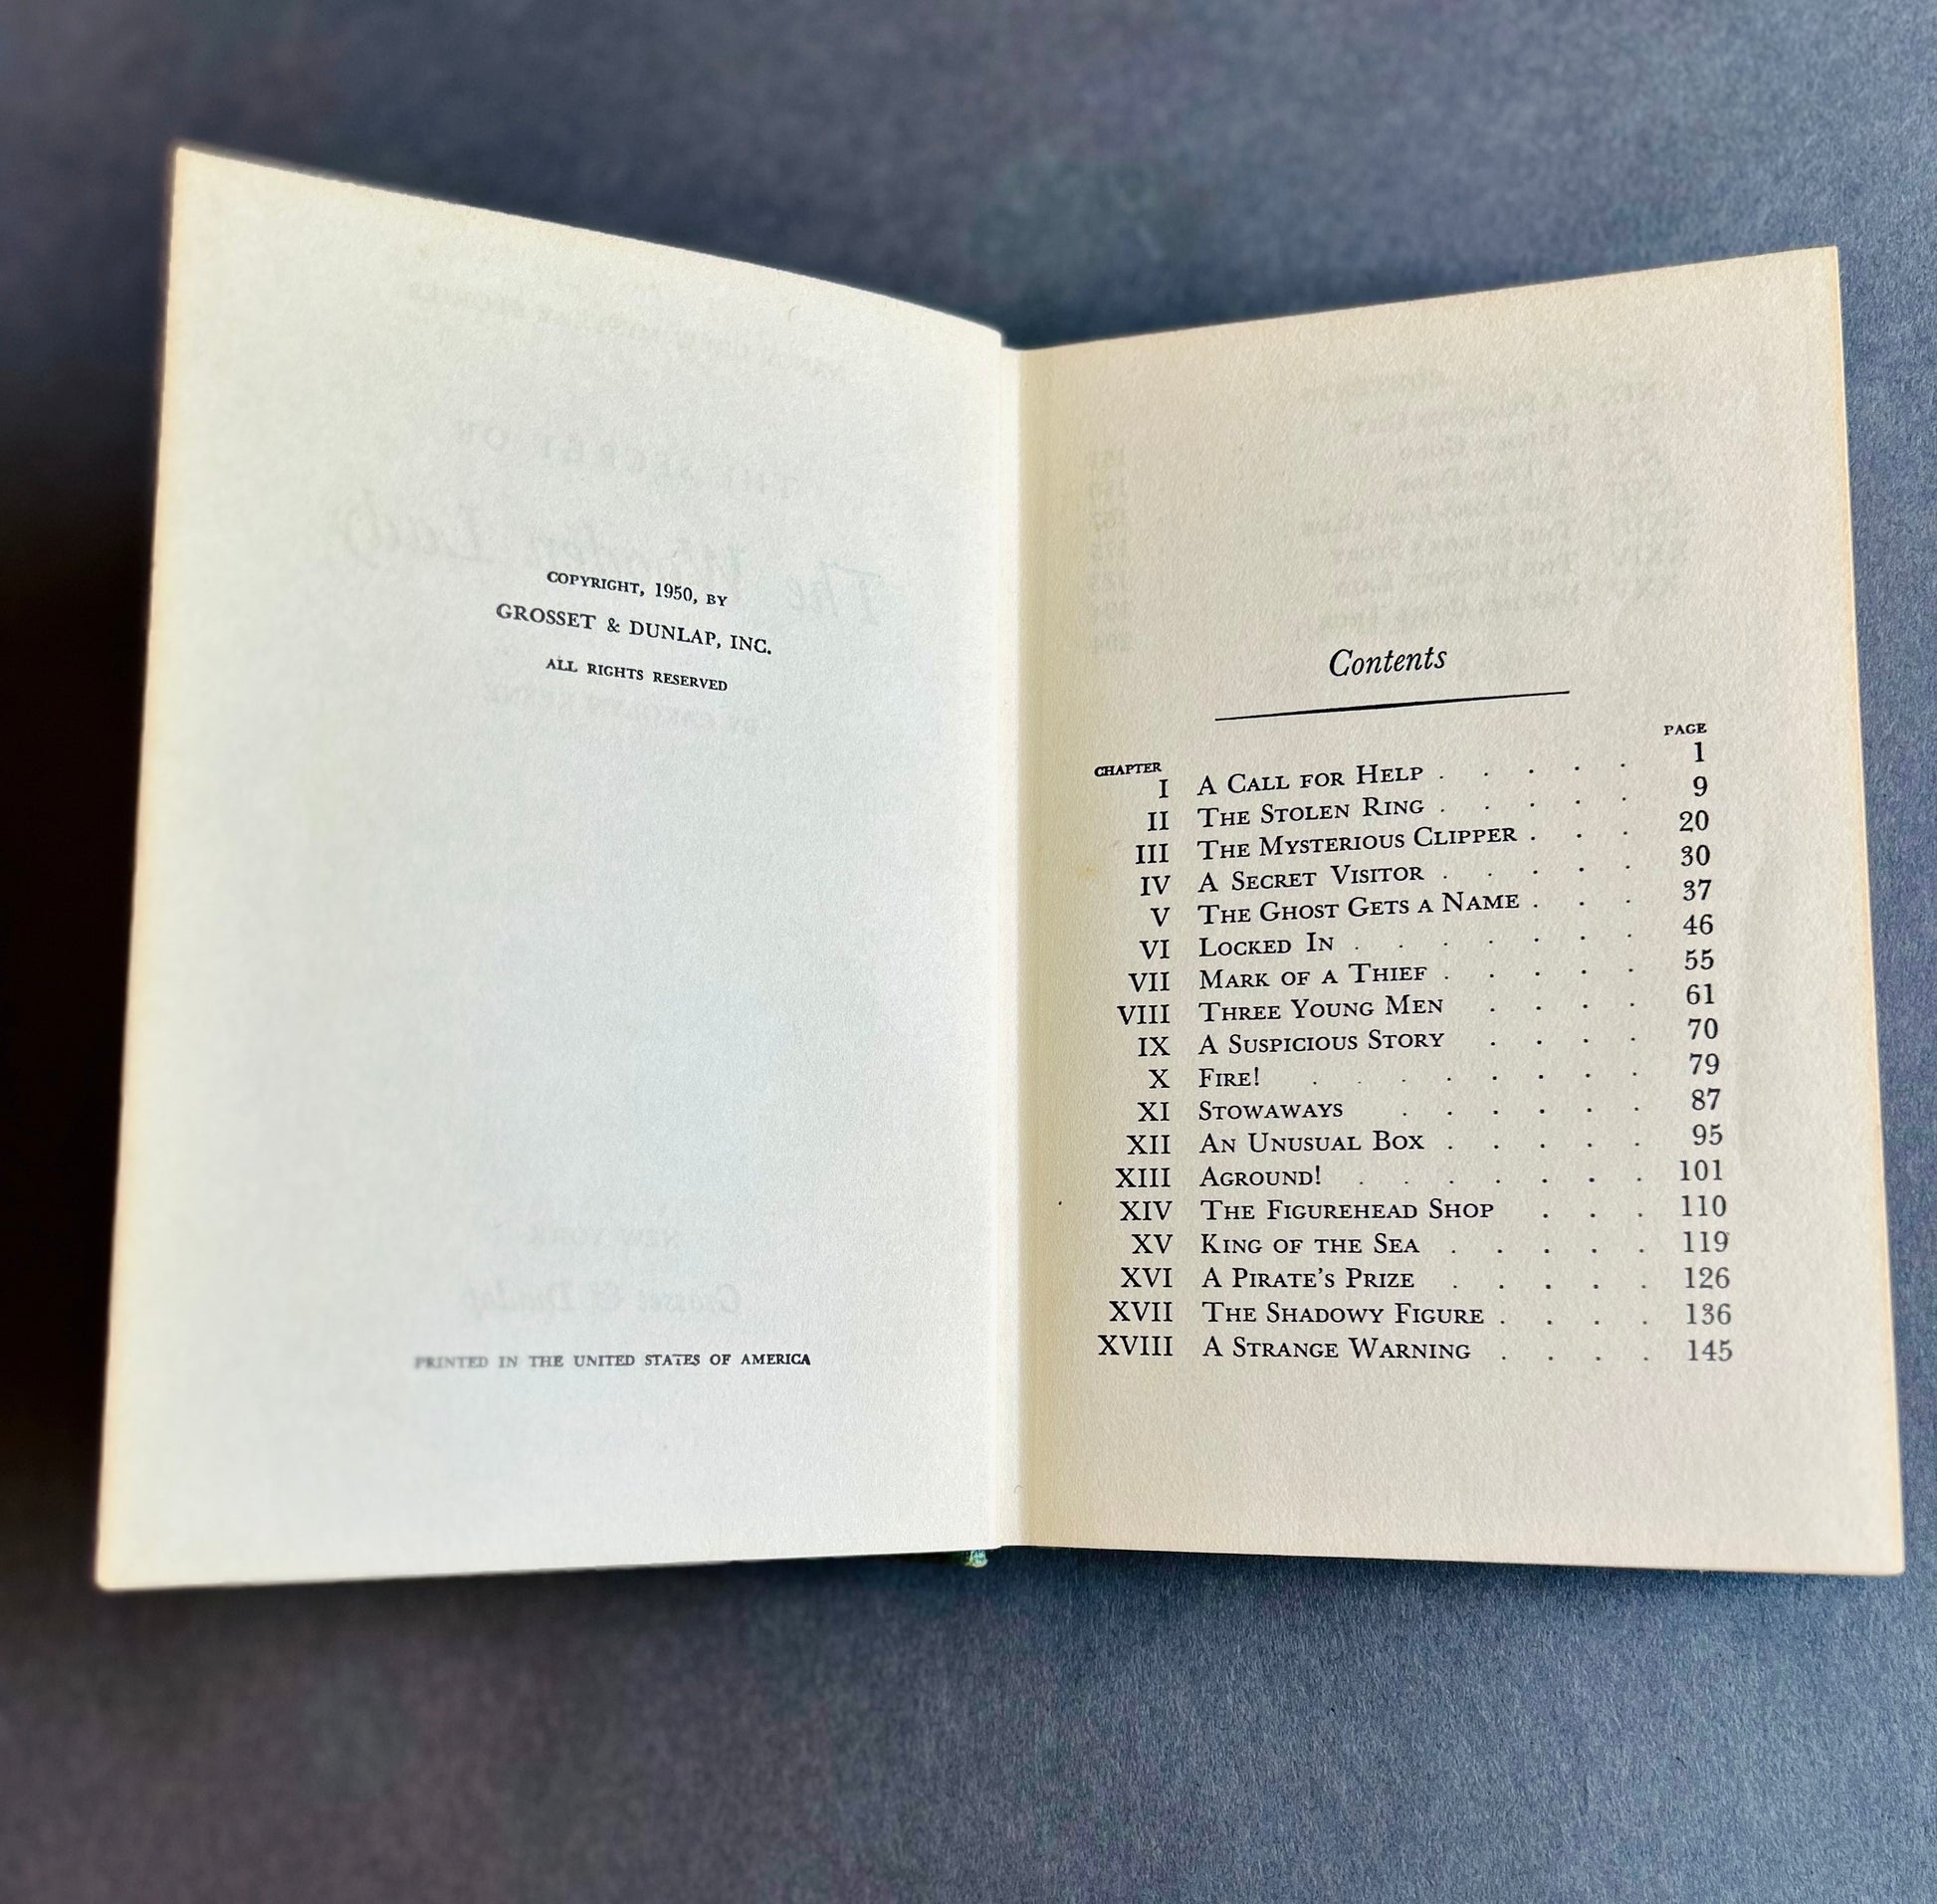 COPYRIGHT, 1950, BY
GROSSET & DUNLAP, INC.
ALL RIGHTS RESERVED
PRINTED IN THE UNITED STATES OF AMERICA
Contents
CHAPTER PAGE
I A CALL FOR HELP . . . . . 1
II THE STOLEN RING . . . . . 9
III THE MYSTERIOUS CLIPPER . . . 20
IV A SECRET VISITOR . . . . . 30
V THE GHOST GETS A NAME . . . 37
VI LOCKED IN . . . . . . . 46
VII MARK OF A THIEF . . . . . 55
VIII THREE YOUNG MEN . . . . 61
IX A SUSPICIOUS STORY . . . . 70
X FIRE! . . . . . . . . 79
XI STOWAWAYS . . . . . . 87
XII AN UNUSUAL BOX . . . . . 95
XIII AGROUND! . . . . . . . 101
XIV THE FIGUREHEAD SHOP . . . 110
XV KING OF THE SEA . . . . . 119
XVI A PIRATE'S PRIZE . . . . . 126
XVII THE SHADOWY FIGURE . . . . 136
XVIII A STRANGE WARNING . . . . 145